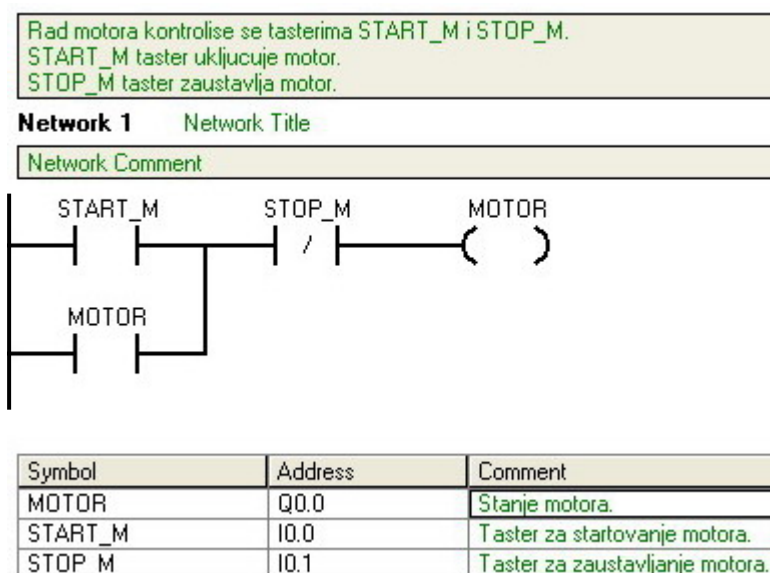 Rad motora kontrolise se tasterima START_M i STOP_M.
START_M taster ukljucuje motor.
STOP_M taster zaustavlja motor.
Network 1 Network Title
Network Comment
START_M STOP_M MOTOR
/
MOTOR
Symbol Address Comment
MOTOR Q0.0 Stanje motora.
START_M I0.0 Taster za startovanje motora.
STOP_M I0.1 Taster za zaustavljanje motora.